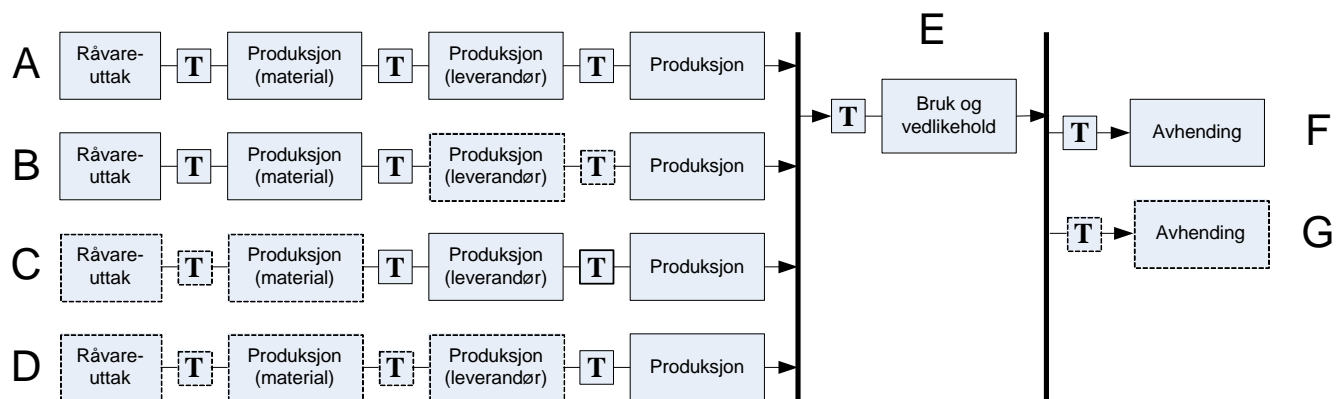 E
A
Råvare-
uttak
T
Produksjon
(material)
T
Produksjon
(leverandør)
T
Produksjon
T
Bruk og
vedlikehold
T
Avhending
F
B
Råvare-
uttak
T
Produksjon
(material)
T
Produksjon
(leverandør)
T
Produksjon
T
Avhending
G
C
Råvare-
uttak
T
Produksjon
(material)
T
Produksjon
(leverandør)
T
Produksjon
D
Råvare-
uttak
T
Produksjon
(material)
T
Produksjon
(leverandør)
T
Produksjon